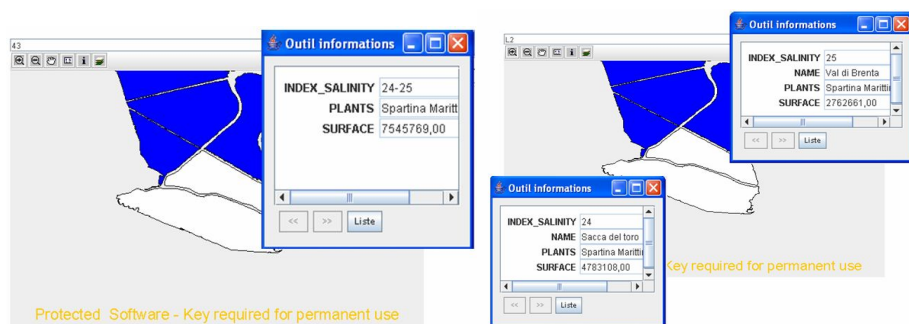 43
Outil informations
INDEX_SALINITY 24-25
PLANTS Spartina Maritt
SURFACE 7545769,00
<< >> Liste
Protected Software - Key required for permanent use
L2
Outil informations
INDEX_SALINITY 25
NAME Val di Brenta
PLANTS Spartina Maritti
SURFACE 2762661,00
<< >> Liste
Outil informations
INDEX_SALINITY 24
NAME Sacca del toro
PLANTS Spartina Maritti
SURFACE 4783108,00
<< >> Liste
Key required for permanent use